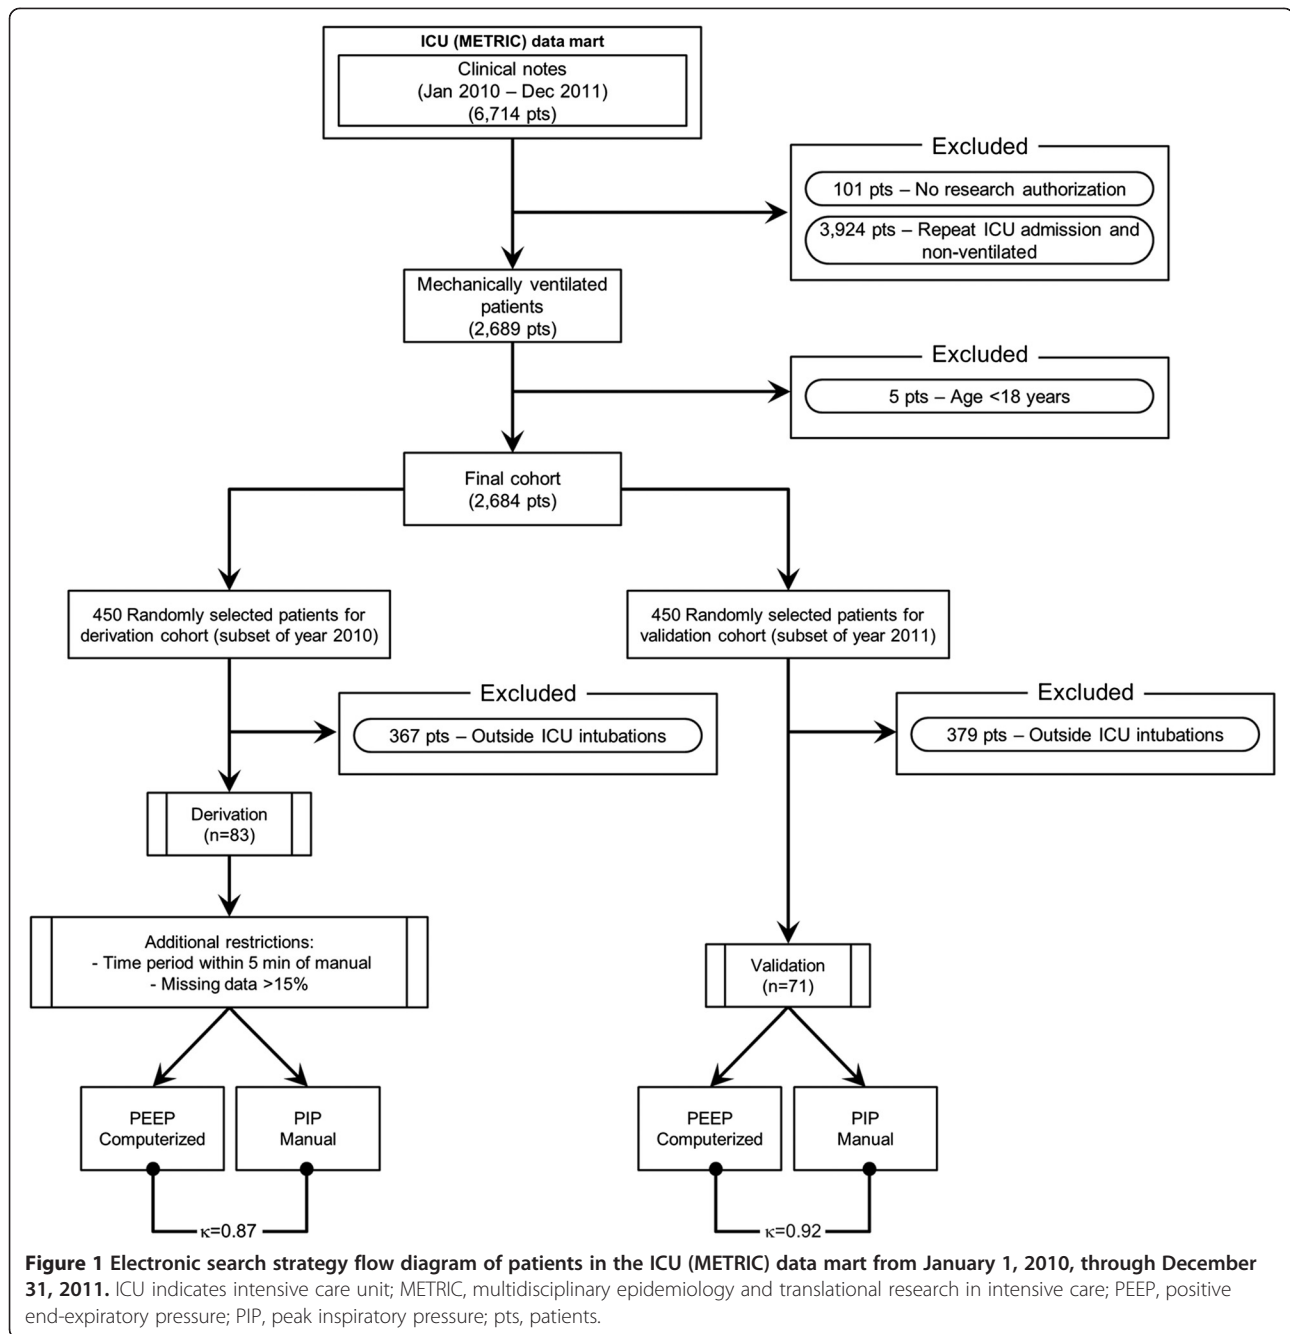 ICU (METRIC) data mart
Clinical notes
(Jan 2010 – Dec 2011)
(6,714 pts)
Excluded
101 pts – No research authorization
3,924 pts – Repeat ICU admission and
non-ventilated
Mechanically ventilated
patients
(2,689 pts)
Excluded
5 pts – Age <18 years
Final cohort
(2,684 pts)
450 Randomly selected patients for
derivation cohort (subset of year 2010)
450 Randomly selected patients for
validation cohort (subset of year 2011)
Excluded
367 pts – Outside ICU intubations
Excluded
379 pts – Outside ICU intubations
Derivation
(n=83)
Additional restrictions:
- Time period within 5 min of manual
- Missing data >15%
Validation
(n=71)
PEEP
Computerized
PIP
Manual
κ=0.87
PEEP
Computerized
PIP
Manual
κ=0.92
Figure 1 Electronic search strategy flow diagram of patients in the ICU (METRIC) data mart from January 1, 2010, through December
31, 2011. ICU indicates intensive care unit; METRIC, multidisciplinary epidemiology and translational research in intensive care; PEEP, positive
end-expiratory pressure; PIP, peak inspiratory pressure; pts, patients.